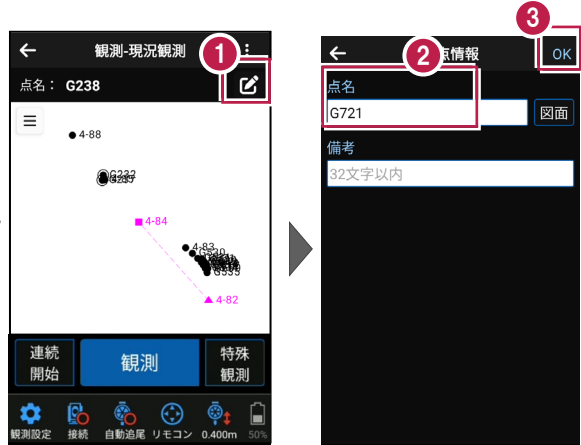 観測-現況観測
1
点名： G238
4-88
4-84
4-83
G530
G535
4-82
連続
開始
観測
特殊
観測
観測設定
接続
自動追尾
リモコン
0.400m
50%
3
2
点情報
OK
点名
G721
図面
備考
32文字以内